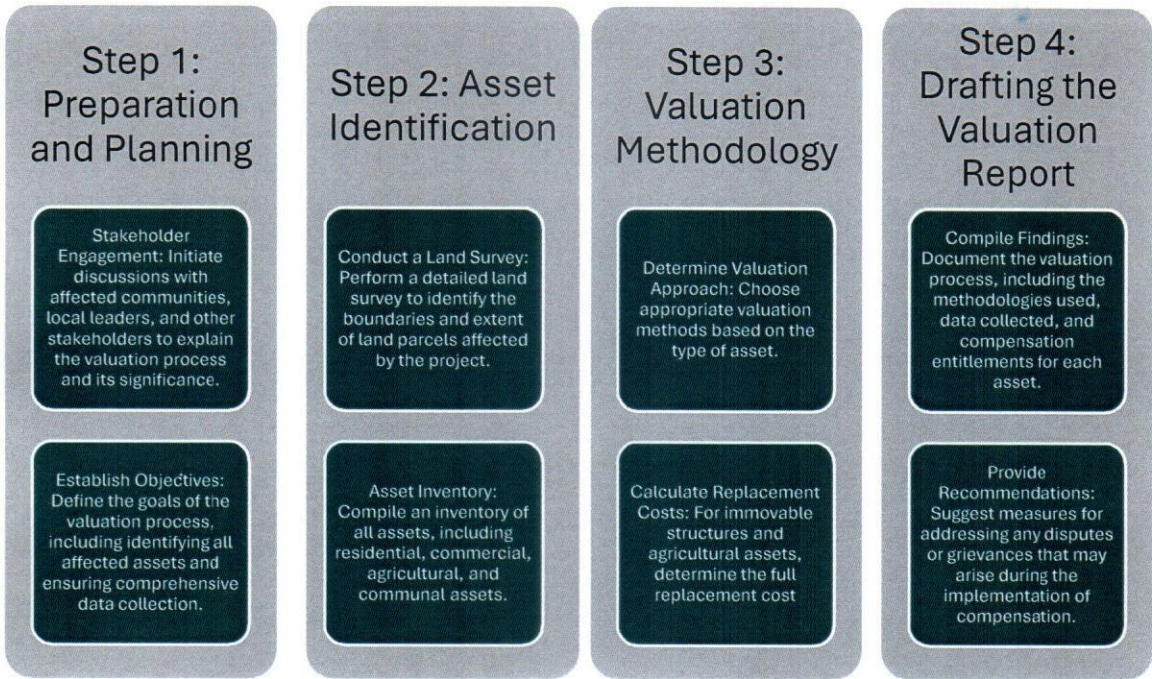 Step 1:
Preparation
and Planning
Stakeholder
Engagement: Initiate
discussions with
affected communities,
local leaders, and other
stakeholders to explain
the valuation process
and its significance.
Establish Objectives:
Define the goals of the
valuation process,
including identifying all
affected assets and
ensuring comprehensive
data collection.
Step 2: Asset
Identification
Conduct a Land Survey:
Perform a detailed land
survey to identify the
boundaries and extent
of land parcels affected
by the project.
Asset Inventory:
Compile an inventory of
all assets, including
residential, commercial,
agricultural, and
communal assets.
Step 3:
Valuation
Methodology
Determine Valuation
Approach: Choose
appropriate valuation
methods based on the
type of asset.
Calculate Replacement
Costs: For immovable
structures and
agricultural assets,
determine the full
replacement cost
Step 4:
Drafting the
Valuation
Report
Compile Findings:
Document the valuation
process, including the
methodologies used,
data collected, and
compensation
entitlements for each
asset.
Provide
Recommendations:
Suggest measures for
addressing any disputes
or grievances that may
arise during the
implementation of
compensation.